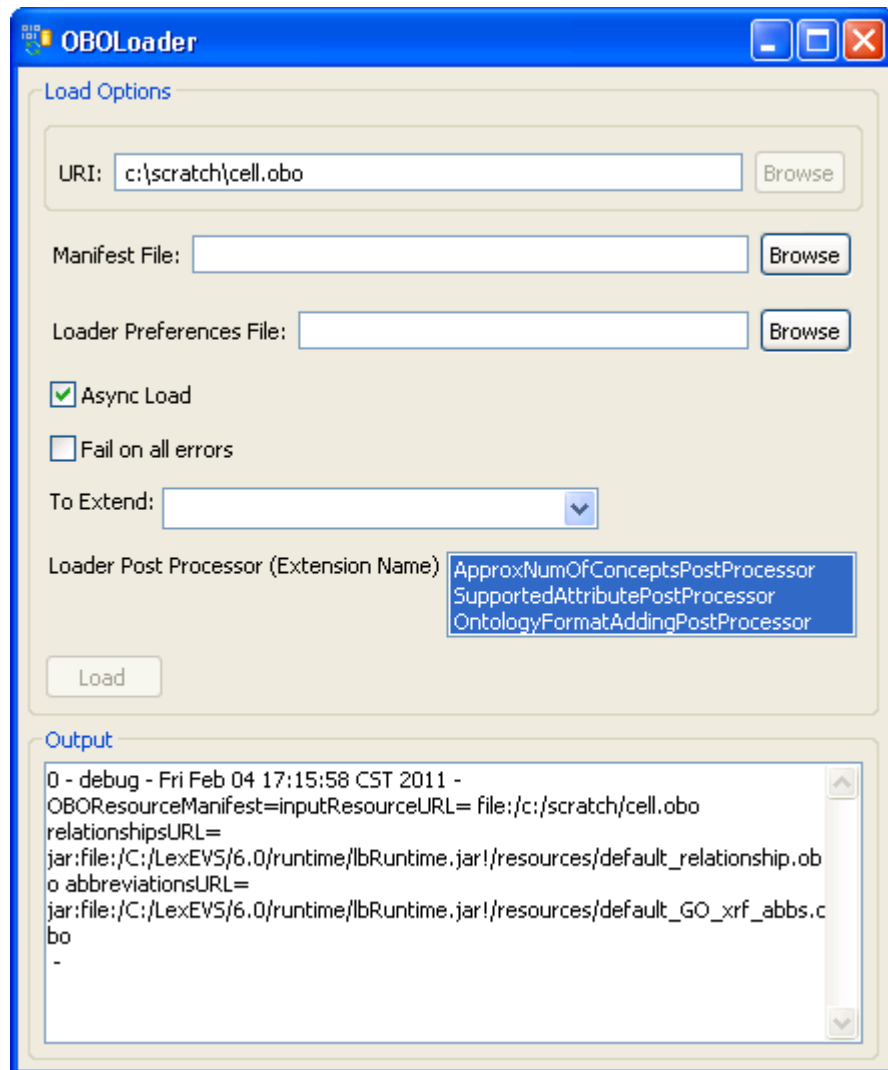 OBOLoader
Load Options
URI: c:\scratch\cell.obo Browse
Manifest File: Browse
Loader Preferences File: Browse
Async Load
Fail on all errors
To Extend:
Loader Post Processor (Extension Name) ApproxNumOfConceptsPostProcessor
SupportedAttributePostProcessor
OntologyFormatAddingPostProcessor
Load
Output
0 - debug - Fri Feb 04 17:15:58 CST 2011 -
OBOResourceManifest=inputResourceURL= file:/c:/scratch/cell.obo
relationshipsURL=
jar:file:/C:/LexEVS/6.0/runtime/lbRuntime.jar!/resources/default_relationship.ob
o abbreviationsURL=
jar:file:/C:/LexEVS/6.0/runtime/lbRuntime.jar!/resources/default_GO_xrf_abbs.o
bo
-